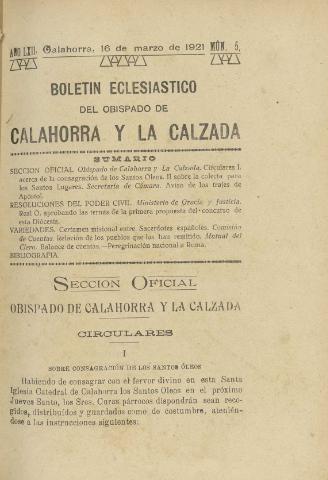 AÑO LXII. Calahorra, 16 de marzo de 1921 NÚM. 5.
BOLETIN ECLESIASTICO
DEL OBISPADO DE
CALAHORRA Y LA CALZADA
SUMARIO
SECCION OFICIAL. Obispado de Calahorra y La Calzada. Circulares I.
acerca de la consagración de los Santos Oleos. II sobre la colecta para
los Santos Lugares. Secretaría de Cámara. Aviso de los trajes de
Apóstol.
RESOLUCIONES DEL PODER CIVIL. Ministerio de Gracia y Justicia.
Real O. aprobando las ternas de la primera propuesta del concurso de
esta Diócesis.
VARIEDADES. Certamen misional entre Sacerdotes españoles. Comisión
de Cuentas. Relación de los pueblos que las han remitido. Mutual del
Clero. Balance de cuentas.—Peregrinación nacional a Roma.
BIBLIOGRAFIA.
SECCION OFICIAL
OBISPADO DE CALAHORRA Y LA CALZADA
CIRCULARES
I
SOBRE CONSAGRACIÓN DE LOS SANTOS ÓLEOS
Habiendo de consagrar con el fervor divino en esta Santa
Iglesia Catedral de Calahorra los Santos Oleos en el próximo
Jueves Santo, los Sres. Curas párrocos dispondrán sean reco-
gidos, distribuídos y guardados como de costumbre, atenién-
dose a las instrucciones siguientes: